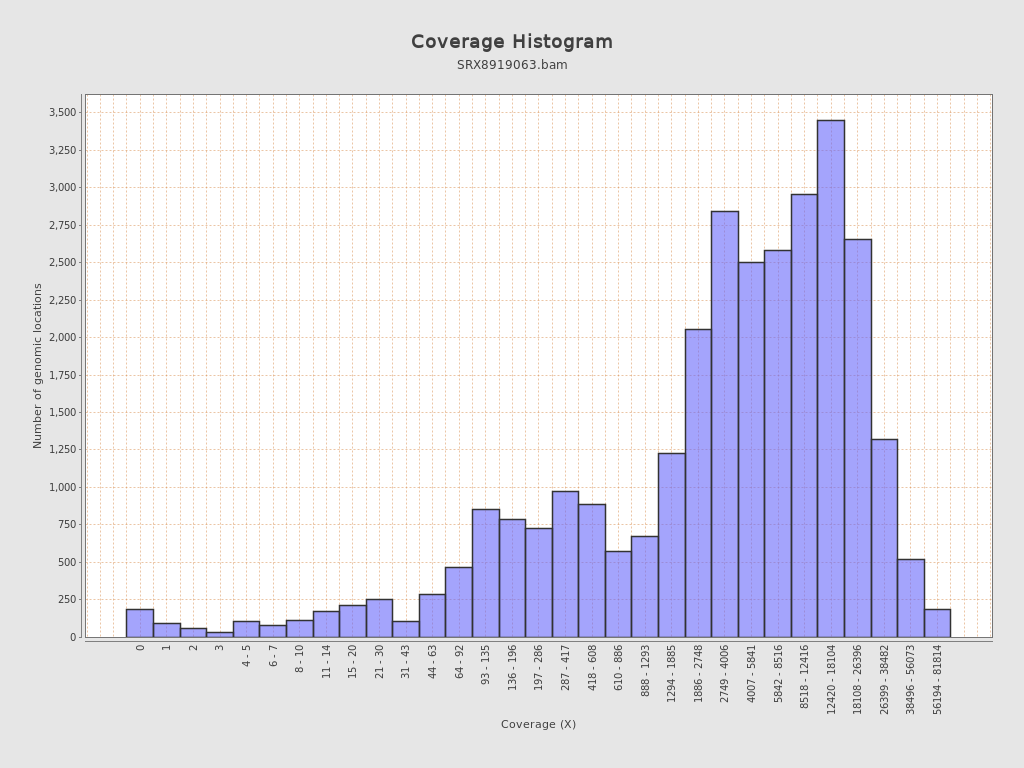 Coverage Histogram
SRX8919063.bam
Number of genomic locations
3,500
3,250
3,000
2,750
2,500
2,250
2,000
1,750
1,500
1,250
1,000
750
500
250
0
0
1
2
3
4 - 5
6 - 7
8 - 10
11 - 14
15 - 20
21 - 30
31 - 43
44 - 63
64 - 92
93 - 135
136 - 196
197 - 286
287 - 417
418 - 608
610 - 886
888 - 1293
1294 - 1885
1886 - 2748
2749 - 4006
4007 - 5841
5842 - 8516
8518 - 12416
12420 - 18104
18108 - 26396
26399 - 38482
38496 - 56073
56194 - 81814
Coverage (X)